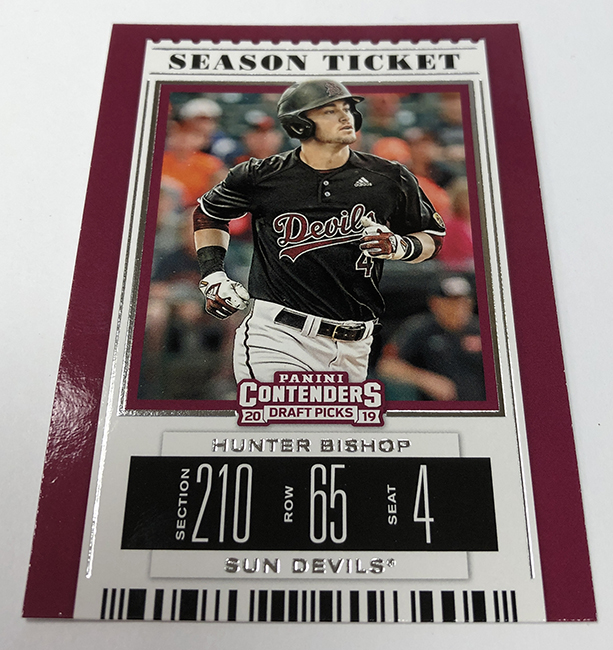 SEASON TICKET
adidas
Devils
4
PANINI
CONTENDERS
20 DRAFT PICKS 19
HUNTER BISHOP
SECTION 210 ROW 65 SEAT 4
SUN DEVILS®